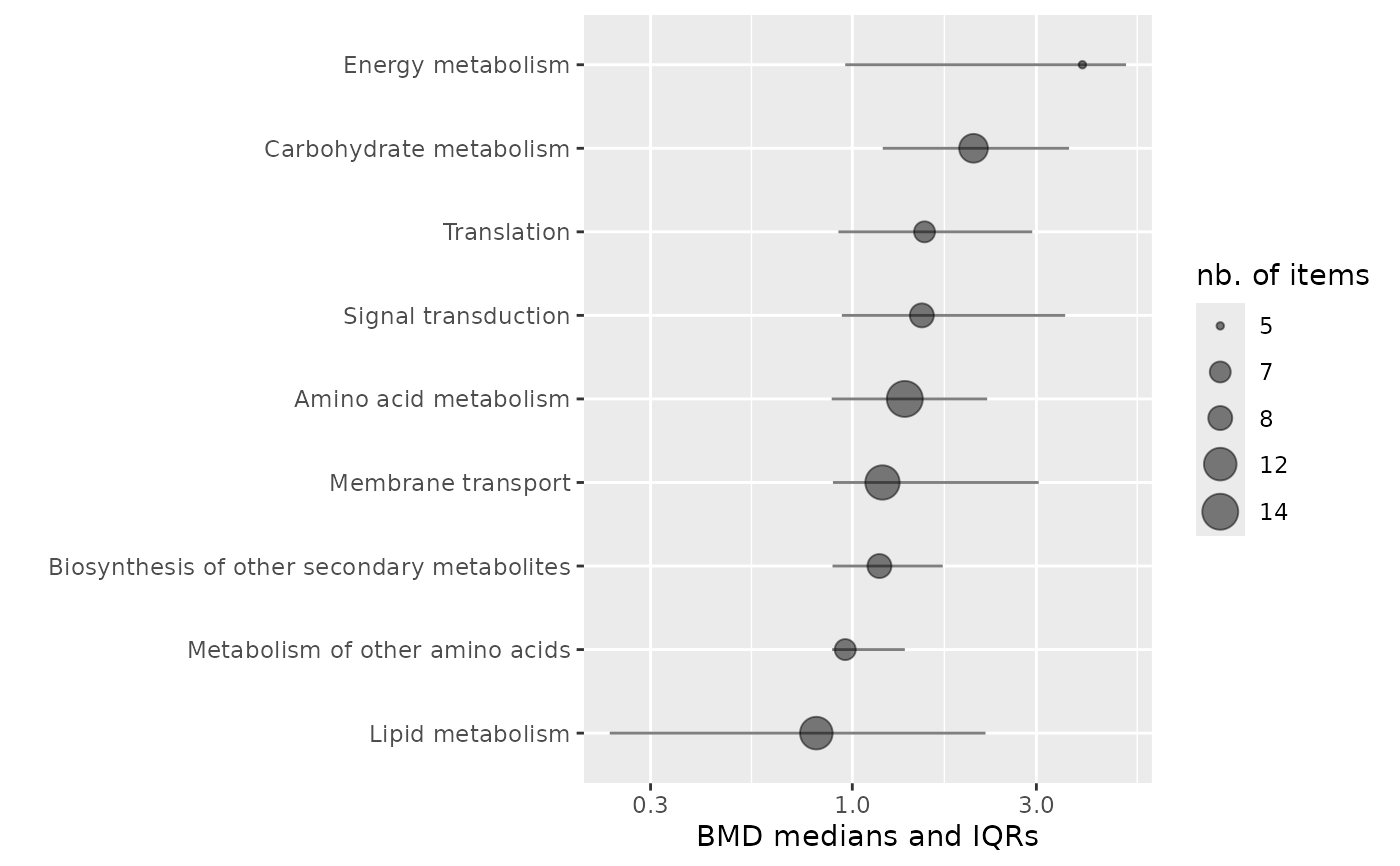 Energy metabolism
Carbohydrate metabolism
Translation
Signal transduction
Amino acid metabolism
Membrane transport
Biosynthesis of other secondary metabolites
Metabolism of other amino acids
Lipid metabolism
0.3 1.0 3.0
BMD medians and IQRs
nb. of items
5
7
8
12
14